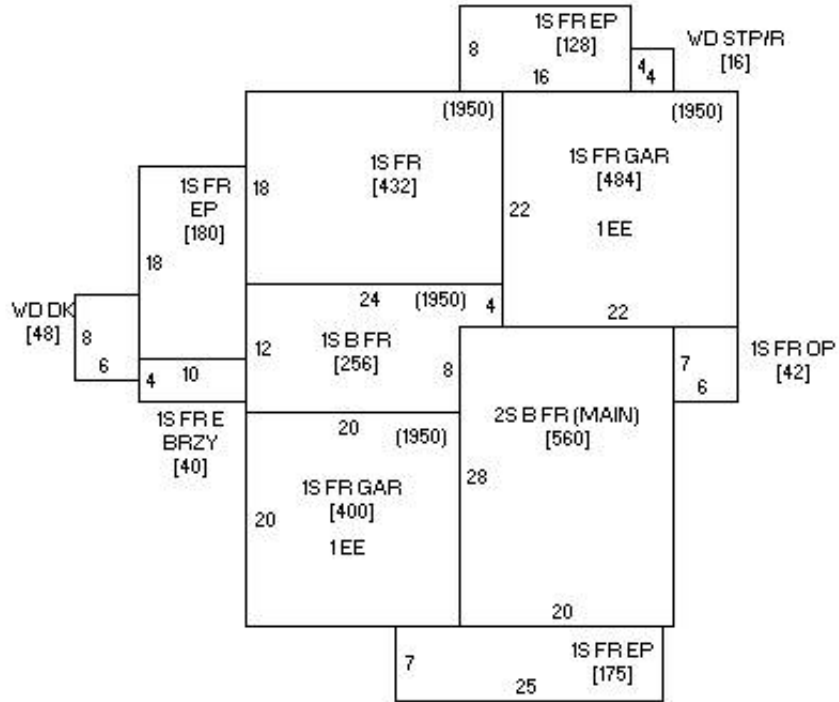 1S FR EP
[128]
8
16
WD STP/R
[16]
4
4
(1950)
(1950)
1S FR
[432]
18
1S FR GAR
[484]
22
1 EE
22
1S FR
EP
[180]
18
WD DK
[48]
8
6
24
(1950)
4
12
1S B FR
[256]
8
4
10
1S FR E
BRZY
[40]
7
6
1S FR OP
[42]
20
(1950)
2S B FR (MAIN)
[560]
28
20
1S FR GAR
[400]
20
1 EE
7
1S FR EP
[175]
25